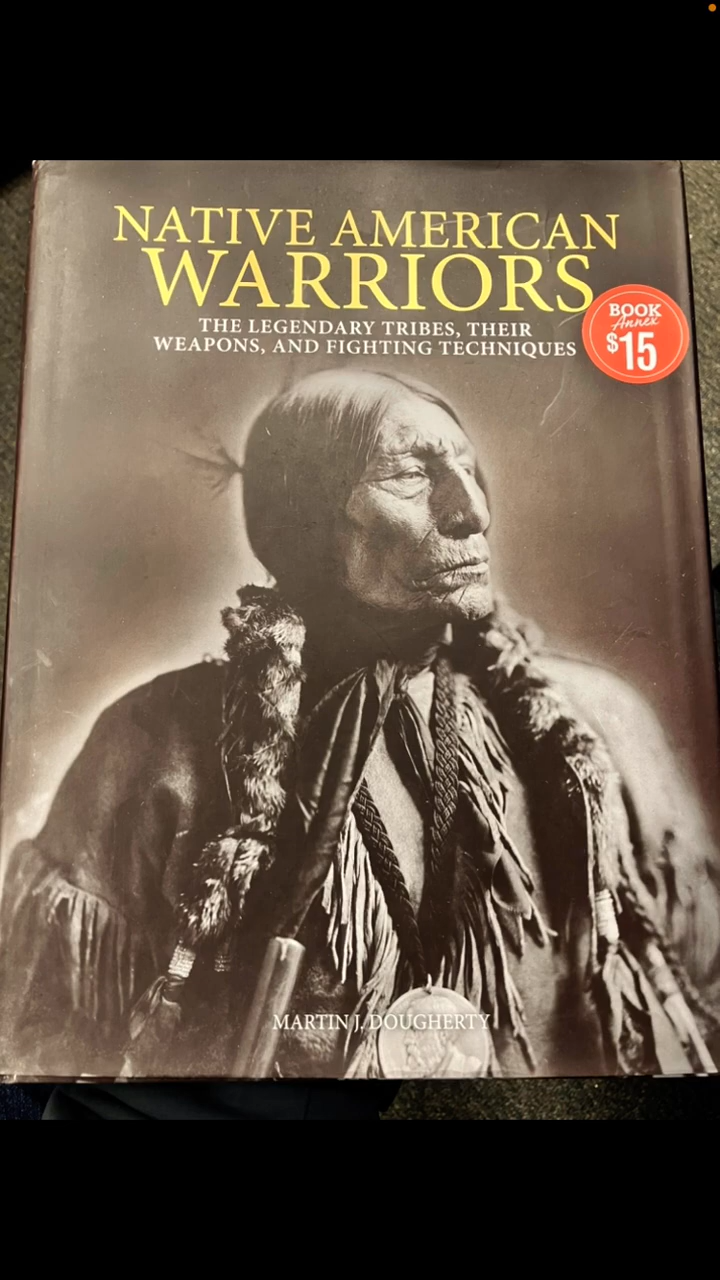 NATIVE AMERICAN
WARRIORS
THE LEGENDARY TRIBES, THEIR
WEAPONS, AND FIGHTING TECHNIQUES
BOOK
Annex
$15
MARTIN J. DOUGHERTY